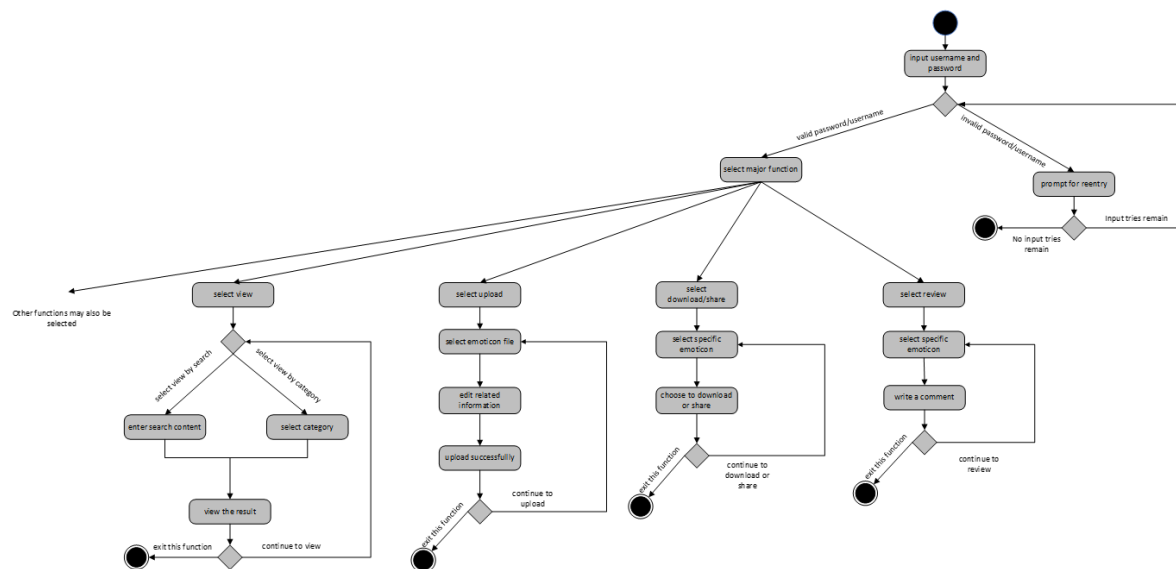 input username and
password
valid password/username
invalid password/username
select major function
prompt for reentry
Input tries remain
No input tries
remain
Other functions may also be
selected
select view
select view by search
select view by category
enter search content
select category
view the result
exit this function
continue to view
select upload
select emoticon file
edit related
information
upload successfullly
continue to
upload
exit this function
select
download/share
select specific
emoticon
choose to download
or share
exit this function
continue to
download or
share
select review
select specific
emoticon
write a comment
exit this function
continue to
review